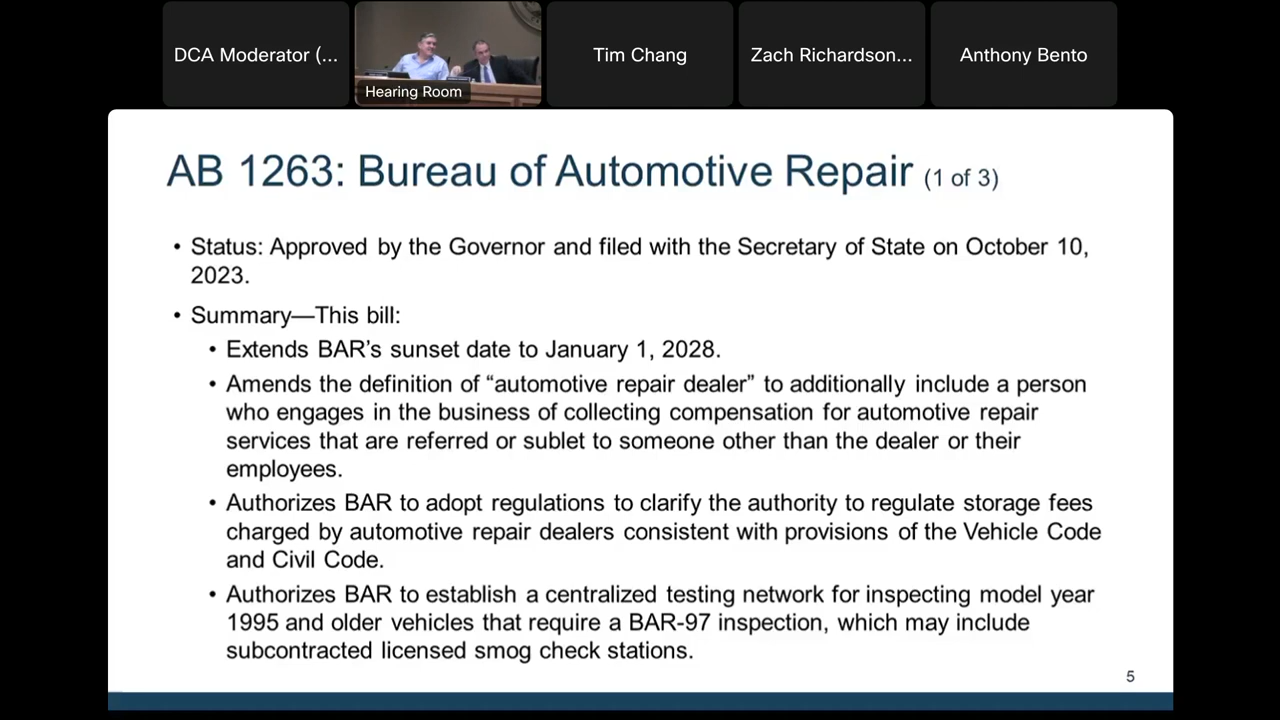 DCA Moderator (...
Hearing Room
Tim Chang
Zach Richardson...
Anthony Bento
AB 1263: Bureau of Automotive Repair (1 of 3)
• Status: Approved by the Governor and filed with the Secretary of State on October 10,
2023.
• Summary—This bill:
• Extends BAR’s sunset date to January 1, 2028.
• Amends the definition of “automotive repair dealer” to additionally include a person
who engages in the business of collecting compensation for automotive repair
services that are referred or sublet to someone other than the dealer or their
employees.
• Authorizes BAR to adopt regulations to clarify the authority to regulate storage fees
charged by automotive repair dealers consistent with provisions of the Vehicle Code
and Civil Code.
• Authorizes BAR to establish a centralized testing network for inspecting model year
1995 and older vehicles that require a BAR-97 inspection, which may include
subcontracted licensed smog check stations.
5